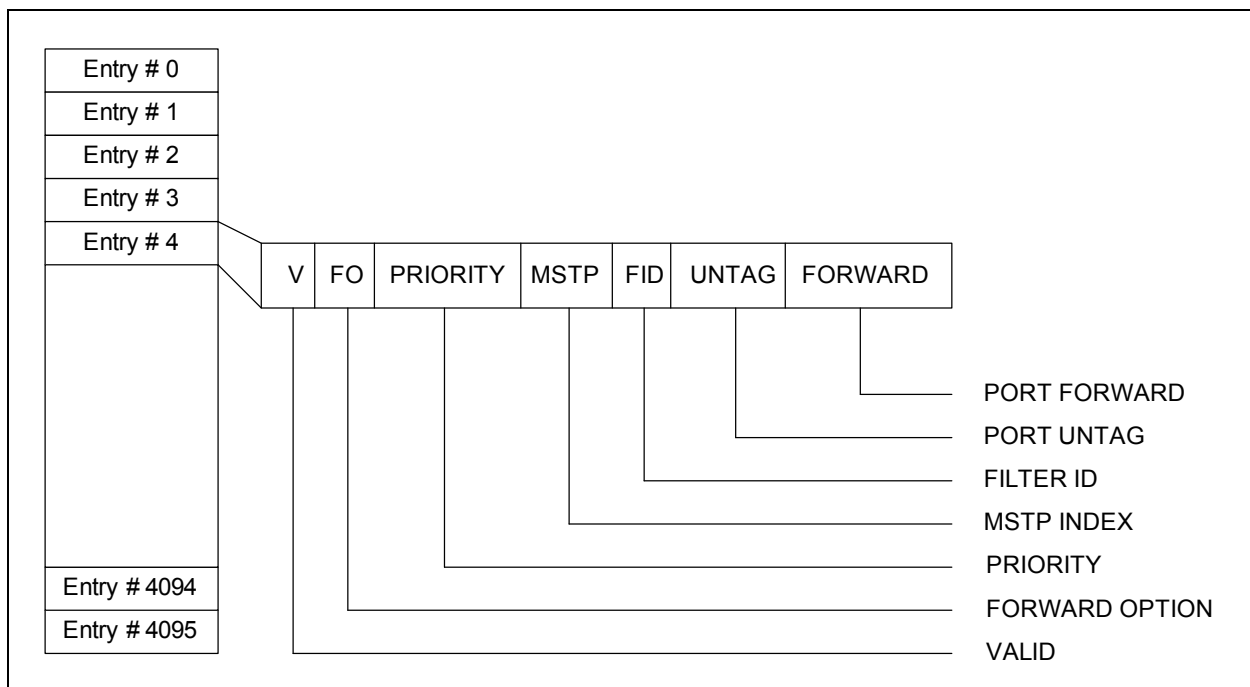 Entry # 0
Entry # 1
Entry # 2
Entry # 3
Entry # 4
V FO PRIORITY MSTP FID UNTAG FORWARD
PORT FORWARD
PORT UNTAG
FILTER ID
MSTP INDEX
PRIORITY
FORWARD OPTION
VALID
Entry # 4094
Entry # 4095